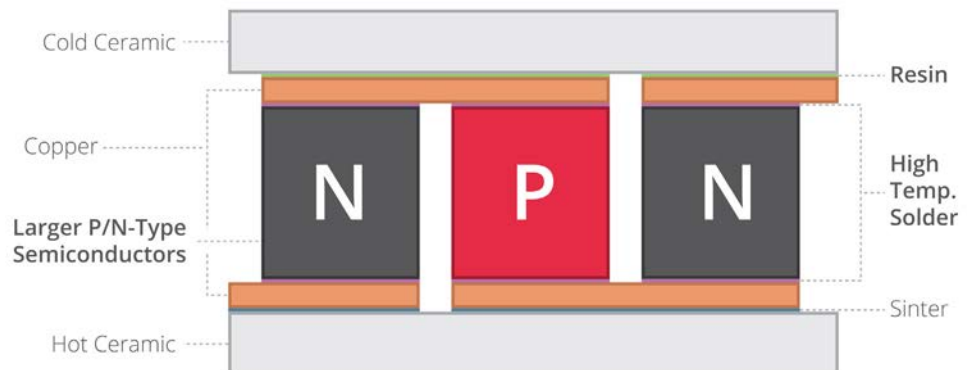 Cold Ceramic
Resin
Copper
N
P
N
High
Temp.
Solder
Larger P/N-Type
Semiconductors
Sinter
Hot Ceramic